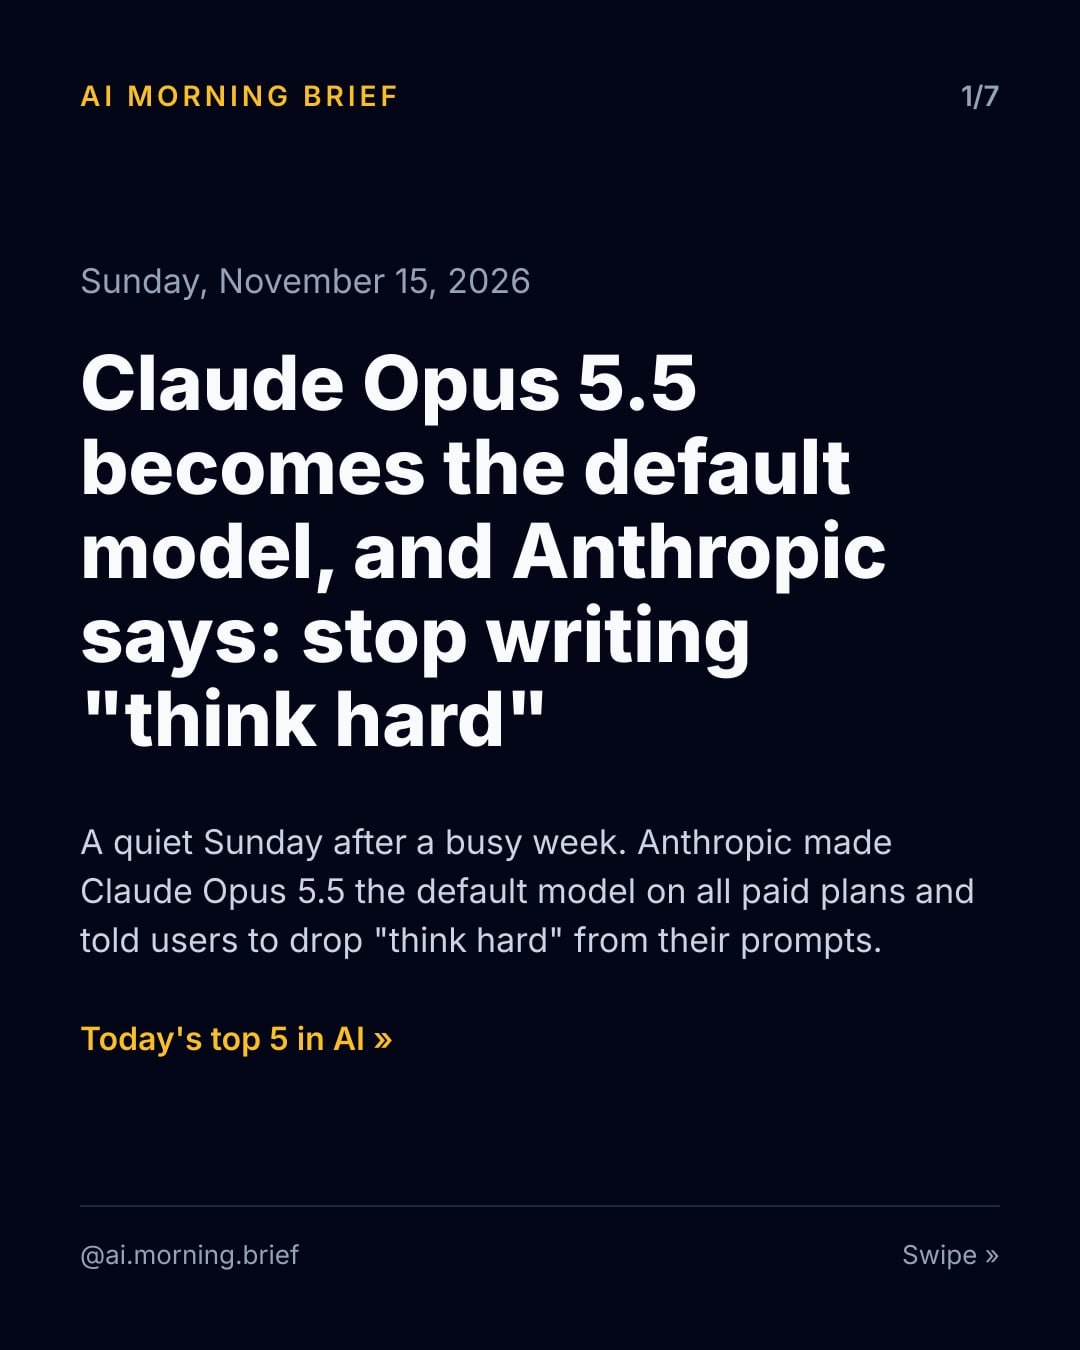 AI MORNING BRIEF
1/7
Sunday, November 15, 2026
Claude Opus 5.5
becomes the default
model, and Anthropic
says: stop writing
"think hard"
A quiet Sunday after a busy week. Anthropic made
Claude Opus 5.5 the default model on all paid plans and
told users to drop "think hard" from their prompts.
Today's top 5 in AI »
@ai.morning.brief
Swipe »